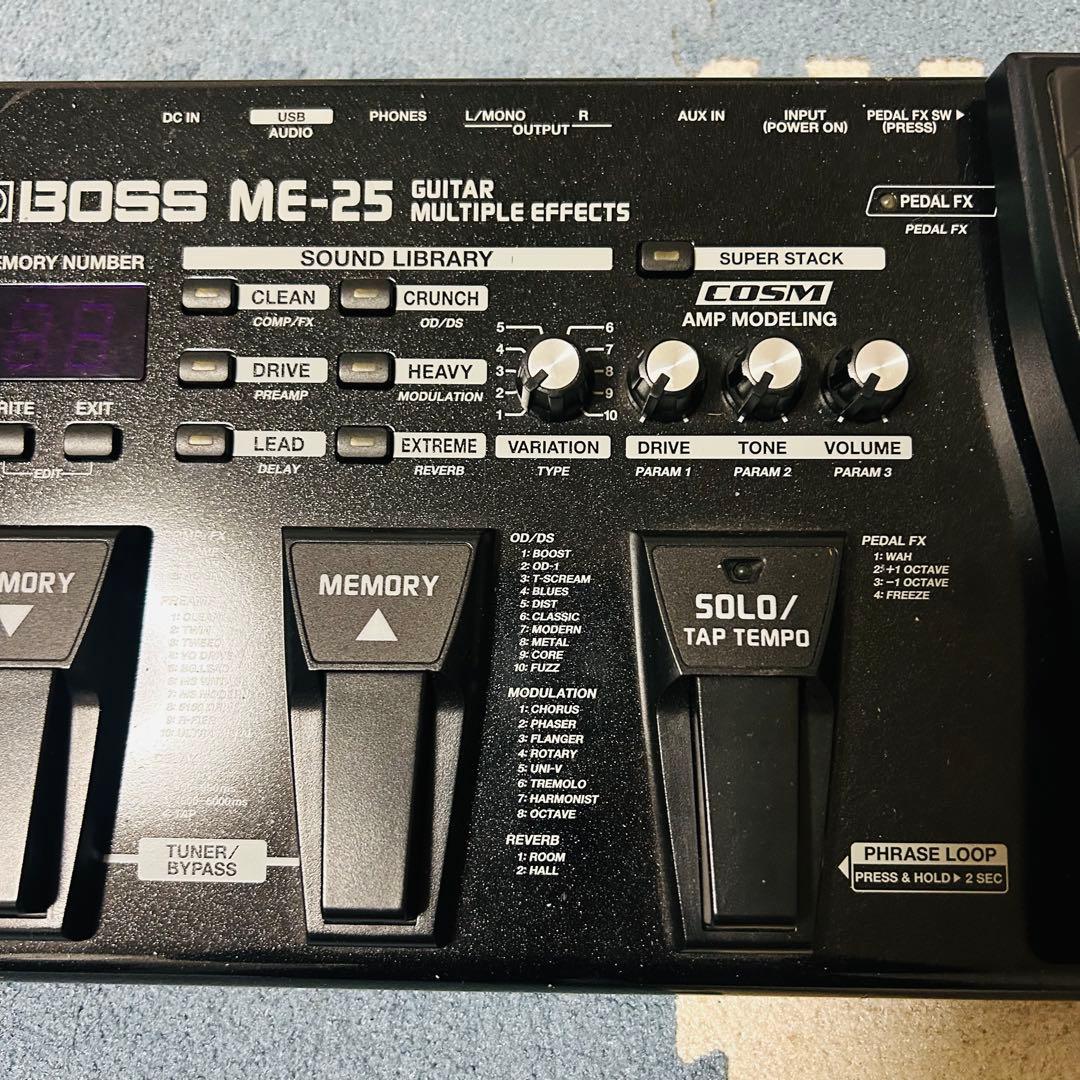 DC IN
USB
AUDIO
PHONES
L/MONO R
OUTPUT
AUX IN
INPUT
(POWER ON)
PEDAL FX SW ▶
(PRESS)
BOSS ME-25 GUITAR
MULTIPLE EFFECTS
PEDAL FX
PEDAL FX
NUMBER
SOUND LIBRARY
SUPER STACK
COSM
AMP MODELING
CLEAN
COMP/FX
CRUNCH
OD/DS
DRIVE
PREAMP
HEAVY
MODULATION
LEAD
DELAY
EXTREME
REVERB
EXIT
EDIT
5 6
4 7
3 8
2 9
1 10
VARIATION
TYPE
DRIVE
PARAM 1
TONE
PARAM 2
VOLUME
PARAM 3
MEMORY
▲
OD/DS
1: BOOST
2: OD-1
3: T-SCREAM
4: BLUES
5: DIST
6: CLASSIC
7: MODERN
8: METAL
9: CORE
10: FUZZ
MODULATION
1: CHORUS
2: PHASER
3: FLANGER
4: ROTARY
5: UNI-V
6: TREMOLO
7: HARMONIST
8: OCTAVE
REVERB
1: ROOM
2: HALL
SOLO/
TAP TEMPO
PEDAL FX
1: WAH
2: +1 OCTAVE
3: −1 OCTAVE
4: FREEZE
TUNER/
BYPASS
PHRASE LOOP
PRESS & HOLD ▶ 2 SEC